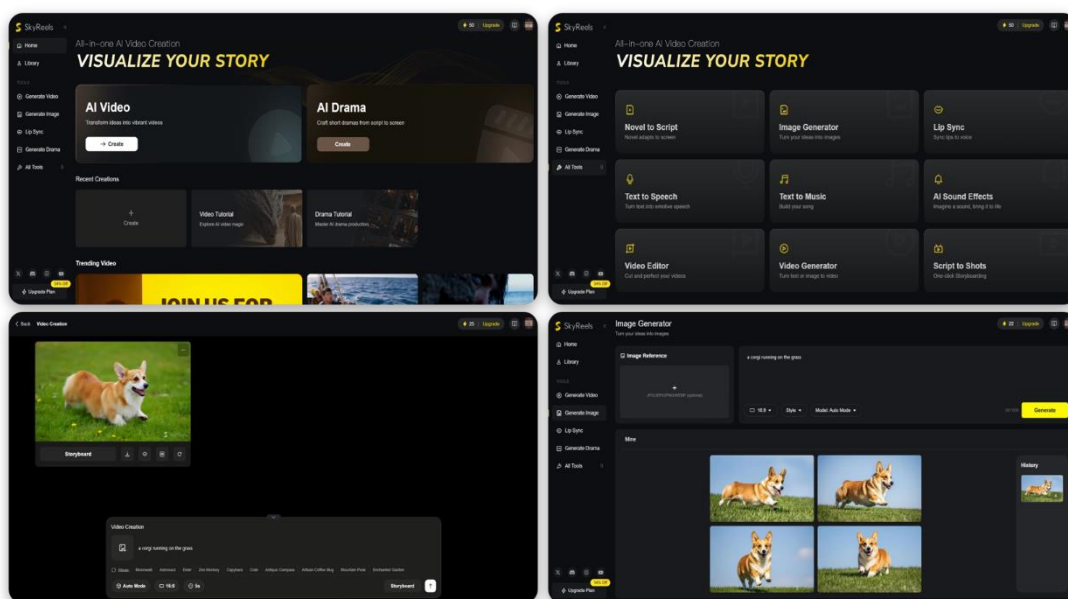 SkyReels
Home
Library
TOOLS
Generate Video
Generate Image
Lip Sync
Generate Drama
All Tools
Upgrade Plan
50 | Upgrade
All-in-one AI Video Creation
VISUALIZE YOUR STORY
AI Video
Transform ideas into vibrant videos
→ Create
AI Drama
Craft short dramas from script to screen
Create
Recent Creations
+
Create
Video Tutorial
Explore AI video magic
Drama Tutorial
Master AI drama production
Trending Video
JOIN US FOR
SkyReels
Home
Library
TOOLS
Generate Video
Generate Image
Lip Sync
Generate Drama
All Tools
Upgrade Plan
50 | Upgrade
All-in-one AI Video Creation
VISUALIZE YOUR STORY
Novel to Script
Novel adapts to screen
Image Generator
Turn your ideas into images
Lip Sync
Sync lips to voice
Text to Speech
Turn text into emotive speech
Text to Music
Build your song
AI Sound Effects
Imagine a sound, bring it to life
Video Editor
Cut and perfect your videos
Video Generator
Turn text or image to video
Script to Shots
One-click Storyboarding
Back Video Creation
25 | Upgrade
Storyboard
Video Creation
a corgi running on the grass
Auto Mode 16:9 5s
Storyboard
SkyReels
Home
Library
TOOLS
Generate Video
Generate Image
Lip Sync
Generate Drama
All Tools
Upgrade Plan
Image Generator
Turn your ideas into images
Upgrade
Image Reference
a corgi running on the grass
16:9 Style Model: Auto Mode
Generate
Mine
History